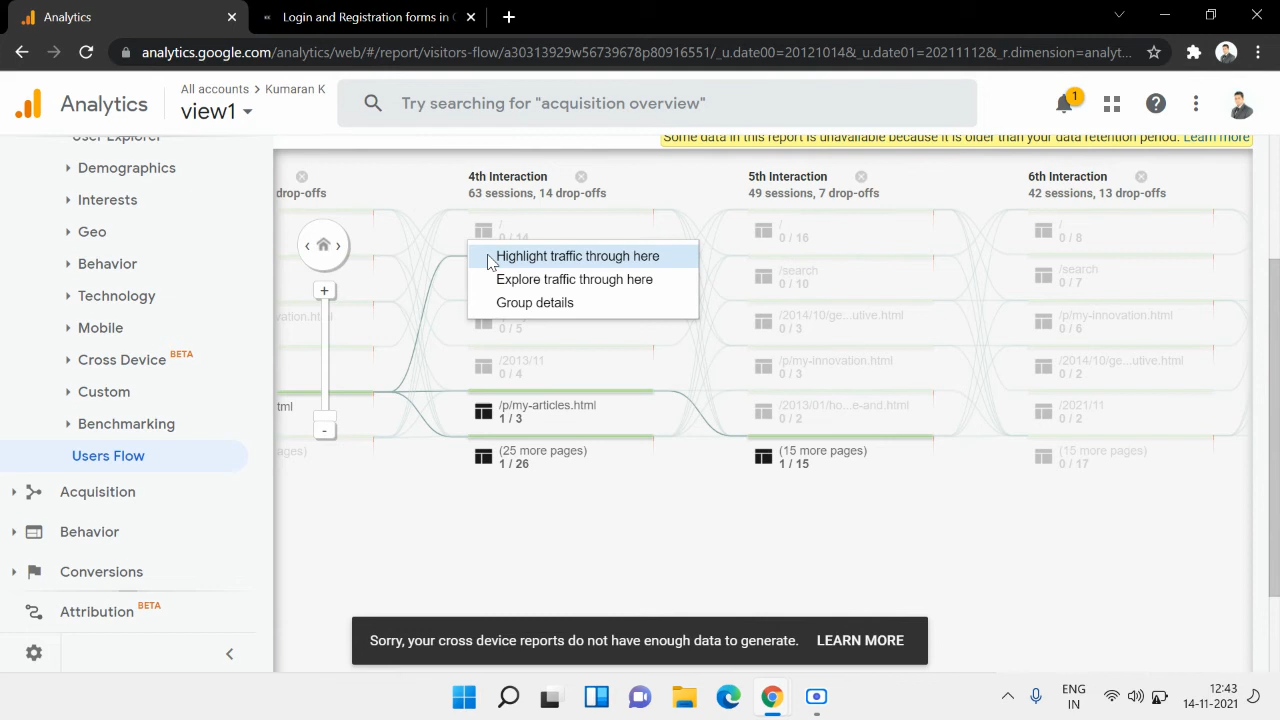 Analytics
Login and Registration forms in
analytics.google.com/analytics/web/#/report/visitors-flow/a30313929w56739678p80916551/_u.date00=20121014&_u.date01=20211112&_r.dimension=analyt...
Analytics
All accounts > Kumaran K
view1
Try searching for "acquisition overview"
1
User Explorer
Demographics
Interests
Geo
Behavior
Technology
Mobile
Cross Device BETA
Custom
Benchmarking
Users Flow
Acquisition
Behavior
Conversions
Attribution BETA
Some data in this report is unavailable because it is older than your data retention period. Learn more
drop-offs
4th Interaction
63 sessions, 14 drop-offs
5th Interaction
49 sessions, 7 drop-offs
6th Interaction
42 sessions, 13 drop-offs
+
-
ovation.html
tml
ages)
/
0 / 14
Highlight traffic through here
Explore traffic through here
Group details
0 / 5
/2013/11
0 / 4
/p/my-articles.html
1 / 3
(25 more pages)
1 / 26
/
0 / 16
/search
0 / 10
/2014/10/ge...utive.html
0 / 3
/p/my-innovation.html
0 / 3
/2013/01/ho...e-and.html
0 / 2
(15 more pages)
1 / 15
/
0 / 8
/search
0 / 7
/p/my-innovation.html
0 / 6
/2014/10/ge...utive.html
0 / 2
/2021/11
0 / 2
(15 more pages)
0 / 17
Sorry, your cross device reports do not have enough data to generate. LEARN MORE
ENG
IN
12:43
14-11-2021